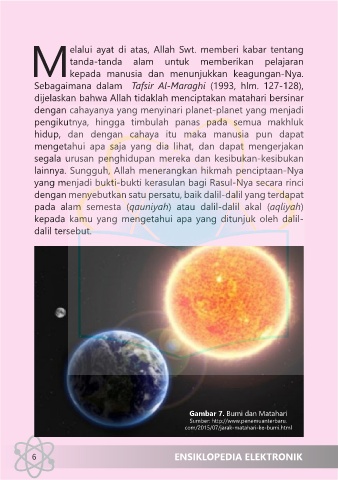 Melalui ayat di atas, Allah Swt. memberi kabar tentang
tanda-tanda alam untuk memberikan pelajaran
kepada manusia dan menunjukkan keagungan-Nya.
Sebagaimana dalam Tafsir Al-Maraghi (1993, hlm. 127-128),
dijelaskan bahwa Allah tidaklah menciptakan matahari bersinar
dengan cahayanya yang menyinari planet-planet yang menjadi
pengikutnya, hingga timbulah panas pada semua makhluk
hidup, dan dengan cahaya itu maka manusia pun dapat
mengetahui apa saja yang dia lihat, dan dapat mengerjakan
segala urusan penghidupan mereka dan kesibukan-kesibukan
lainnya. Sungguh, Allah menerangkan hikmah penciptaan-Nya
yang menjadi bukti-bukti kerasulan bagi Rasul-Nya secara rinci
dengan menyebutkan satu persatu, baik dalil-dalil yang terdapat
pada alam semesta (qauniyah) atau dalil-dalil akal (aqliyah)
kepada kamu yang mengetahui apa yang ditunjuk oleh dalil-
dalil tersebut.
Gambar 7. Bumi dan Matahari
Sumber: http://www.penemuanterbaru.
com/2015/07/jarak-matahari-ke-bumi.html
6
ENSIKLOPEDIA ELEKTRONIK